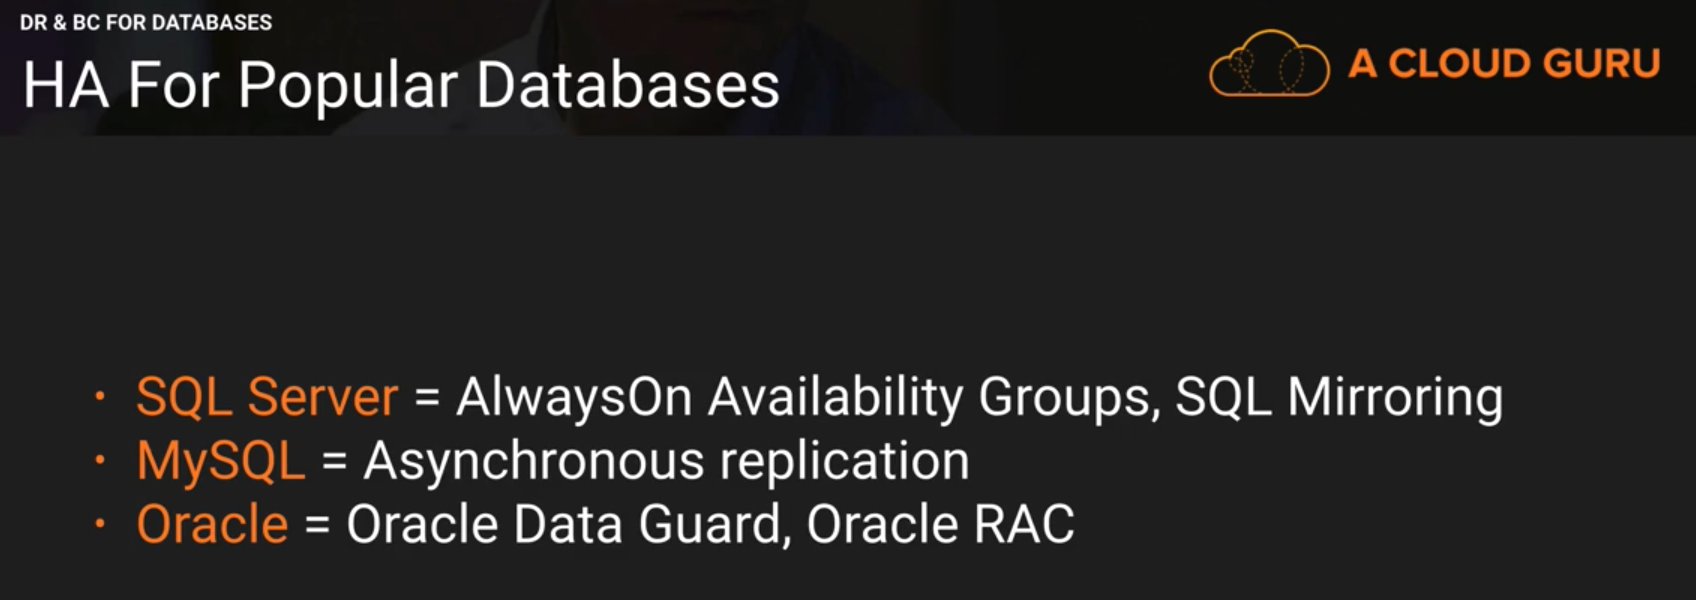 DR & BC FOR DATABASES
HA For Popular Databases
A CLOUD GURU
• SQL Server = AlwaysOn Availability Groups, SQL Mirroring
• MySQL = Asynchronous replication
• Oracle = Oracle Data Guard, Oracle RAC